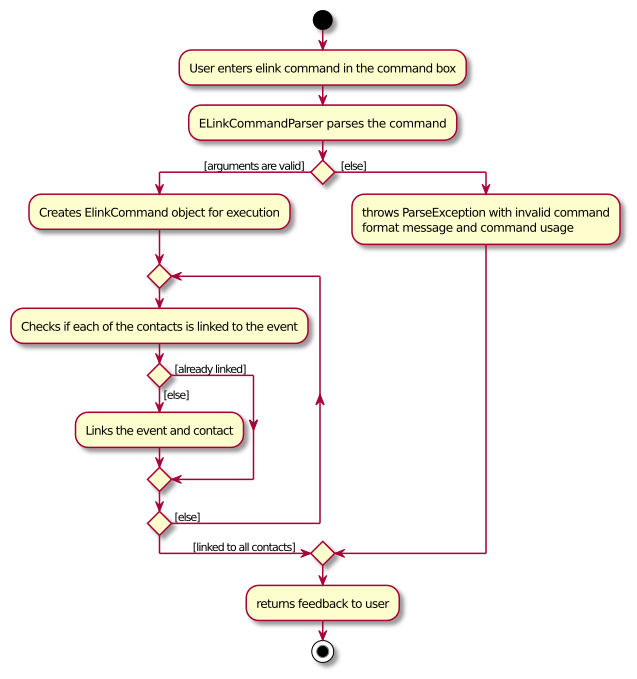 User enters elink command in the command box
ELinkCommandParser parses the command
[arguments are valid]
[else]
Creates ElinkCommand object for execution
throws ParseException with invalid command
format message and command usage
Checks if each of the contacts is linked to the event
[already linked]
[else]
Links the event and contact
[else]
[linked to all contacts]
returns feedback to user